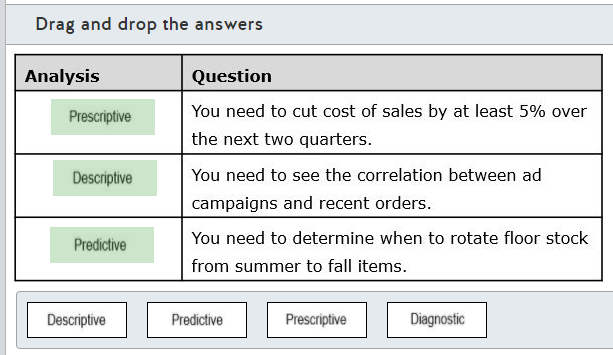 Drag and drop the answers
Analysis Question
Prescriptive You need to cut cost of sales by at least 5% over
the next two quarters.
Descriptive You need to see the correlation between ad
campaigns and recent orders.
Predictive You need to determine when to rotate floor stock
from summer to fall items.
Descriptive Predictive Prescriptive Diagnostic